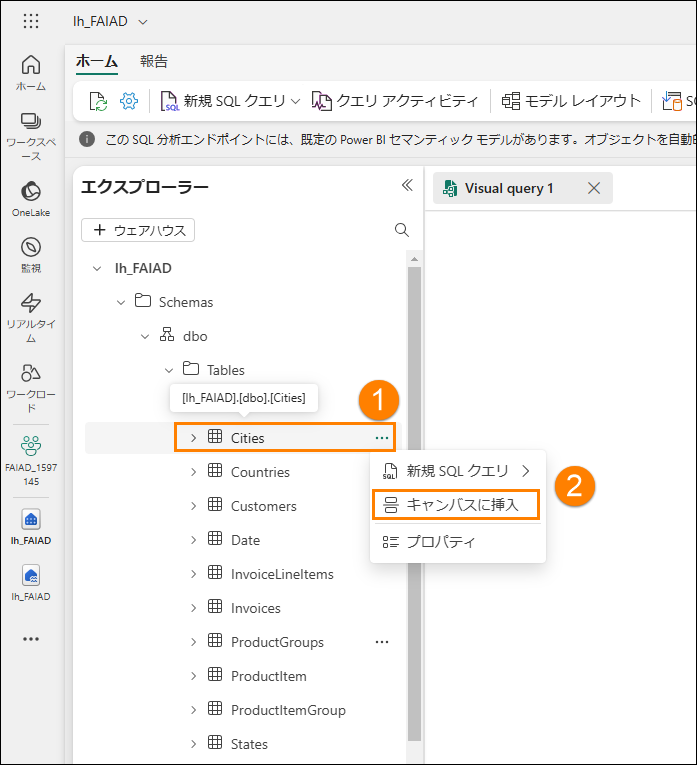 lh_FAIAD
ホーム 報告
新規 SQL クエリ クエリ アクティビティ モデル レイアウト
この SQL 分析エンドポイントには、既定の Power BI セマンティック モデルがあります。オブジェクトを自動
ホーム
ワークスペ
ース
OneLake
監視
リアルタイ
ム
ワークロー
ド
FAIAD_1597
145
lh_FAIAD
lh_FAIAD
エクスプローラー
ウェアハウス
lh_FAIAD
Schemas
dbo
Tables
[lh_FAIAD].[dbo].[Cities]
Cities
Countries
Customers
Date
InvoiceLineItems
Invoices
ProductGroups
ProductItem
ProductItemGroup
States
Visual query 1
1
新規 SQL クエリ
キャンバスに挿入
プロパティ
2